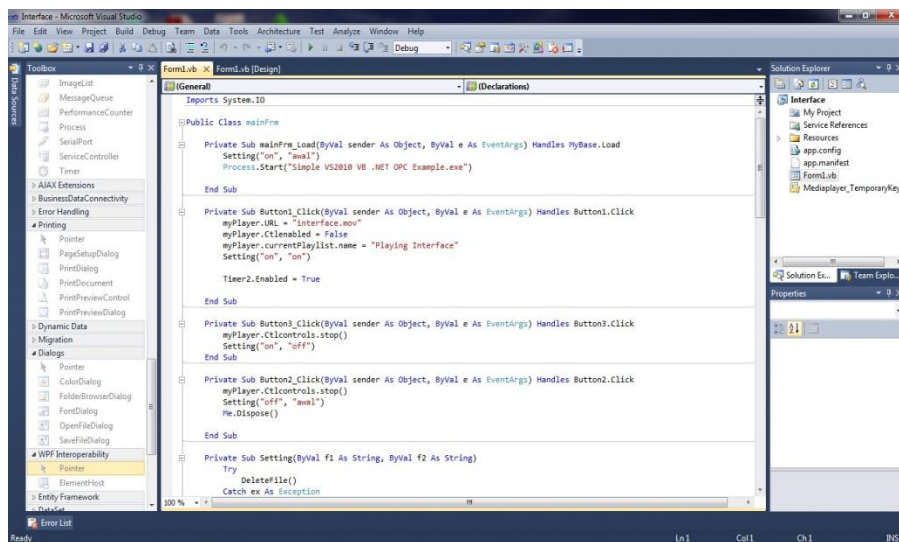 Interface - Microsoft Visual Studio
File Edit View Project Build Debug Team Data Tools Architecture Test Analyze Window Help
Debug
Data Sources
Toolbox
ImageList
MessageQueue
PerformanceCounter
Process
SerialPort
ServiceController
Timer
AJAX Extensions
BusinessDataConnectivity
Error Handling
Printing
Pointer
PageSetupDialog
PrintDialog
PrintDocument
PrintPreviewControl
PrintPreviewDialog
Dynamic Data
Migration
Dialogs
Pointer
ColorDialog
FolderBrowserDialog
FontDialog
OpenFileDialog
SaveFileDialog
WPF Interoperability
Pointer
ElementHost
Entity Framework
DataSet
Form1.vb Form1.vb [Design]
(General) (Declarations)
Imports System.IO
Public Class mainFrm
Private Sub mainFrm_Load(ByVal sender As Object, ByVal e As EventArgs) Handles MyBase.Load
Setting("on", "awal")
Process.Start("Simple VS2010 VB .NET OPC Example.exe")
End Sub
Private Sub Button1_Click(ByVal sender As Object, ByVal e As EventArgs) Handles Button1.Click
myPlayer.URL = "interface.mov"
myPlayer.Ctlenabled = False
myPlayer.currentPlaylist.name = "Playing Interface"
Setting("on", "on")
Timer2.Enabled = True
End Sub
Private Sub Button3_Click(ByVal sender As Object, ByVal e As EventArgs) Handles Button3.Click
myPlayer.Ctlcontrols.stop()
Setting("on", "off")
End Sub
Private Sub Button2_Click(ByVal sender As Object, ByVal e As EventArgs) Handles Button2.Click
myPlayer.Ctlcontrols.stop()
Setting("off", "awal")
Me.Dispose()
End Sub
Private Sub Setting(ByVal f1 As String, ByVal f2 As String)
Try
DeleteFile()
Catch ex As Exception
100 %
Solution Explorer
Interface
My Project
Service References
Resources
app.config
app.manifest
Form1.vb
Mediaplayer_TemporaryKey
Solution Ex... Team Explo...
Properties
Error List
Ready Ln 1 Col 1 Ch 1 INS